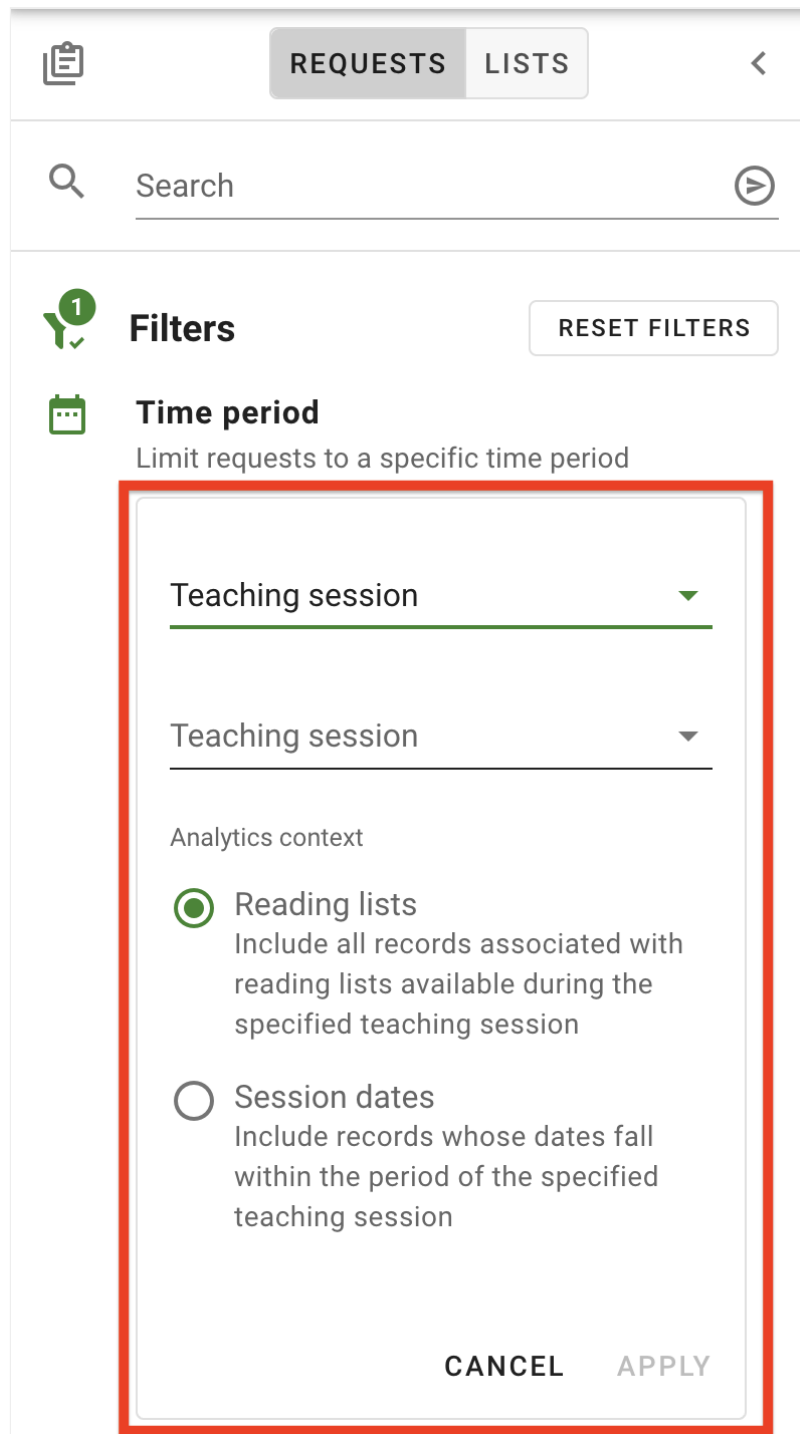 REQUESTS LISTS
Search
1
Filters RESET FILTERS
Time period
Limit requests to a specific time period
Teaching session
Teaching session
Analytics context
Reading lists
Include all records associated with
reading lists available during the
specified teaching session
Session dates
Include records whose dates fall
within the period of the specified
teaching session
CANCEL APPLY